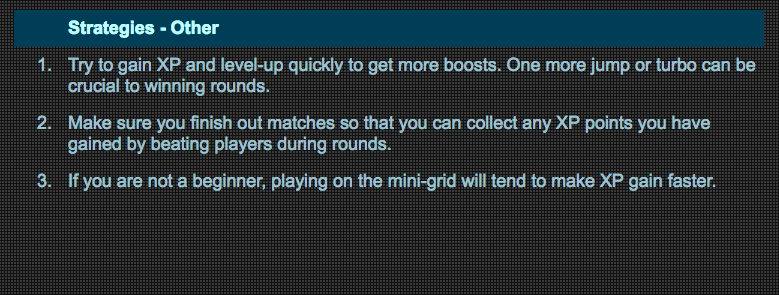 Strategies - Other
1. Try to gain XP and level-up quickly to get more boosts. One more jump or turbo can be
crucial to winning rounds.
2. Make sure you finish out matches so that you can collect any XP points you have
gained by beating players during rounds.
3. If you are not a beginner, playing on the mini-grid will tend to make XP gain faster.